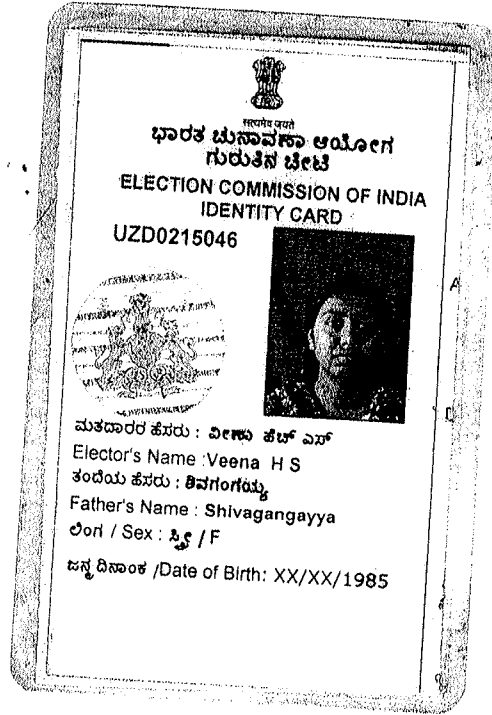 सत्यमेव जयते
ಭಾರತ ಚುನಾವಣಾ ಆಯೋಗ
ಗುರುತಿನ ಚೀಟಿ
ELECTION COMMISSION OF INDIA
IDENTITY CARD
UZD0215046
ಮತದಾರರ ಹೆಸರು : ವೀಣಾ ಹೆಚ್ ಎಸ್
Elector's Name :Veena H S
ತಂದೆಯ ಹೆಸರು : ಶಿವಗಂಗಯ್ಯ
Father's Name : Shivagangayya
ಲಿಂಗ / Sex : ಸ್ತ್ರೀ / F
ಜನ್ಮ ದಿನಾಂಕ /Date of Birth: XX/XX/1985